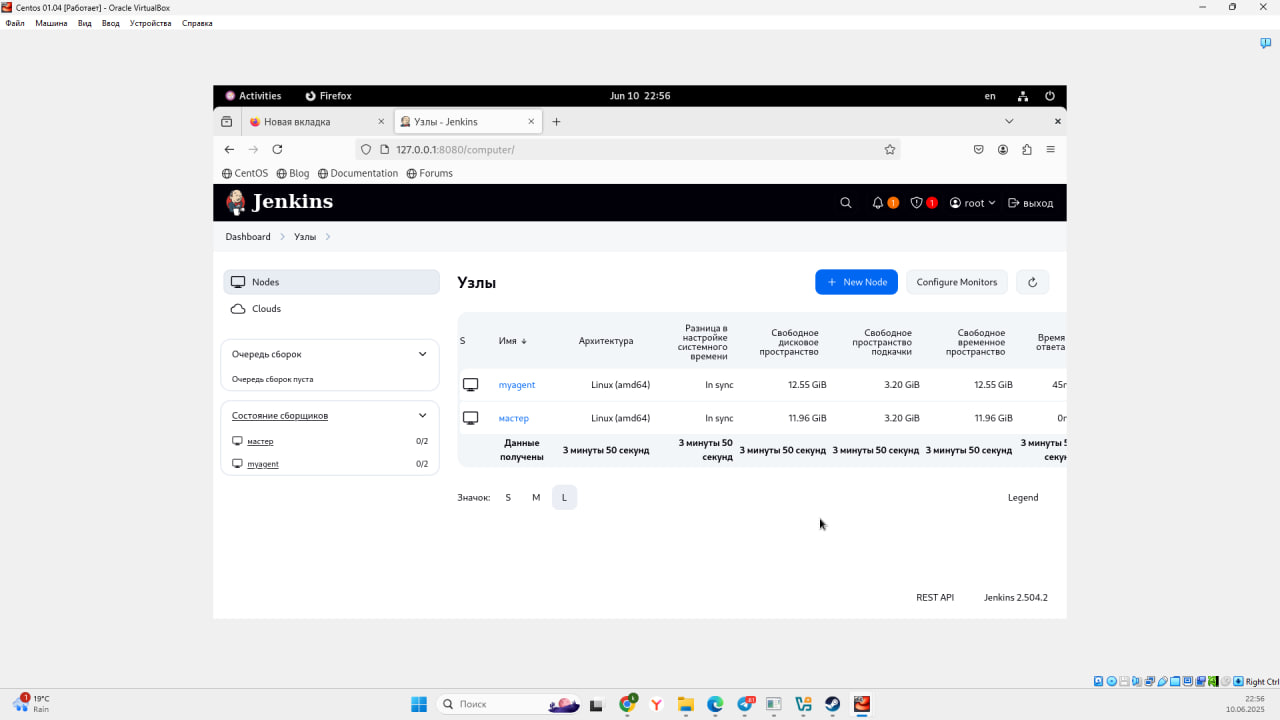 Centos 01.04 [Работает] - Oracle VirtualBox
Файл Машина Вид Ввод Устройства Справка
Activities Firefox Jun 10 22:56 en
Новая вкладка Узлы - Jenkins
127.0.0.1:8080/computer/
CentOS Blog Documentation Forums
Jenkins 1 1 root выход
Dashboard Узлы
Nodes
Clouds
Очередь сборок
Очередь сборок пуста
Состояние сборщиков
мастер 0/2
myagent 0/2
Узлы + New Node Configure Monitors
S Имя ↓ Архитектура Разница в настройке системного времени Свободное дисковое пространство Свободное пространство подкачки Свободное временное пространство Время ответа
myagent Linux (amd64) In sync 12.55 GiB 3.20 GiB 12.55 GiB 45
мастер Linux (amd64) In sync 11.96 GiB 3.20 GiB 11.96 GiB 0
Данные получены 3 минуты 50 секунд 3 минуты 50 секунд 3 минуты 50 секунд 3 минуты 50 секунд 3 минуты 50 секунд 3 минуты
Значок: S M L Legend
REST API Jenkins 2.504.2
Right Ctrl
1 19°C
Rain
Поиск
22:56
10.06.2025